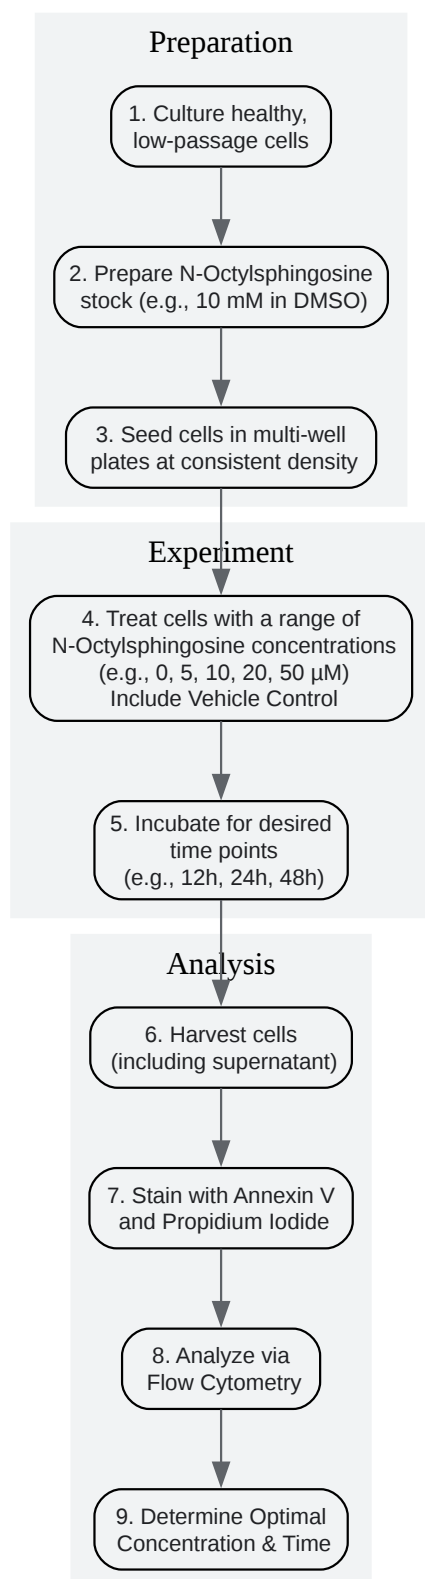 Preparation
1. Culture healthy,
low-passage cells
2. Prepare N-Octylsphingosine
stock (e.g., 10 mM in DMSO)
3. Seed cells in multi-well
plates at consistent density
Experiment
4. Treat cells with a range of
N-Octylsphingosine concentrations
(e.g., 0, 5, 10, 20, 50 µM)
Include Vehicle Control
5. Incubate for desired
time points
(e.g., 12h, 24h, 48h)
Analysis
6. Harvest cells
(including supernatant)
7. Stain with Annexin V
and Propidium Iodide
8. Analyze via
Flow Cytometry
9. Determine Optimal
Concentration & Time